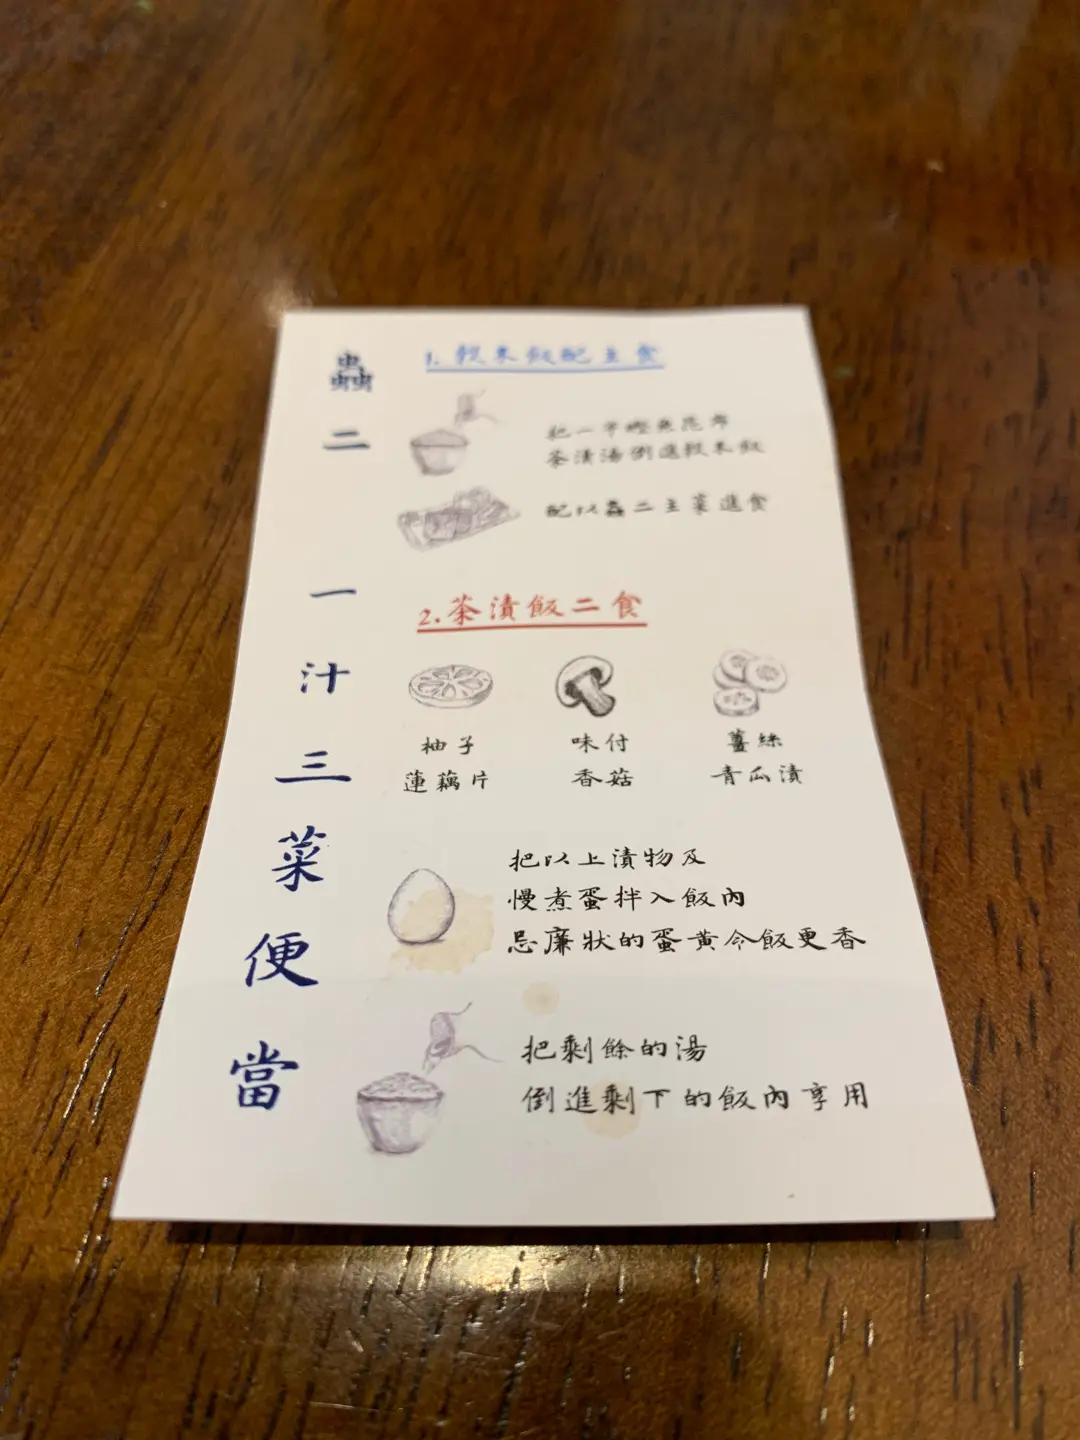 蟲二
一汁三菜便當
1. 穀米飯配主食
把一半鰹魚昆布
茶漬湯倒進穀米飯
配以蟲二主菜進食
2. 茶漬飯二食
柚子
蓮藕片
味付
香菇
薑絲
青瓜漬
把以上漬物及
慢煮蛋拌入飯內
忌廉狀的蛋黃令飯更香
把剩餘的湯
倒進剩下的飯內享用